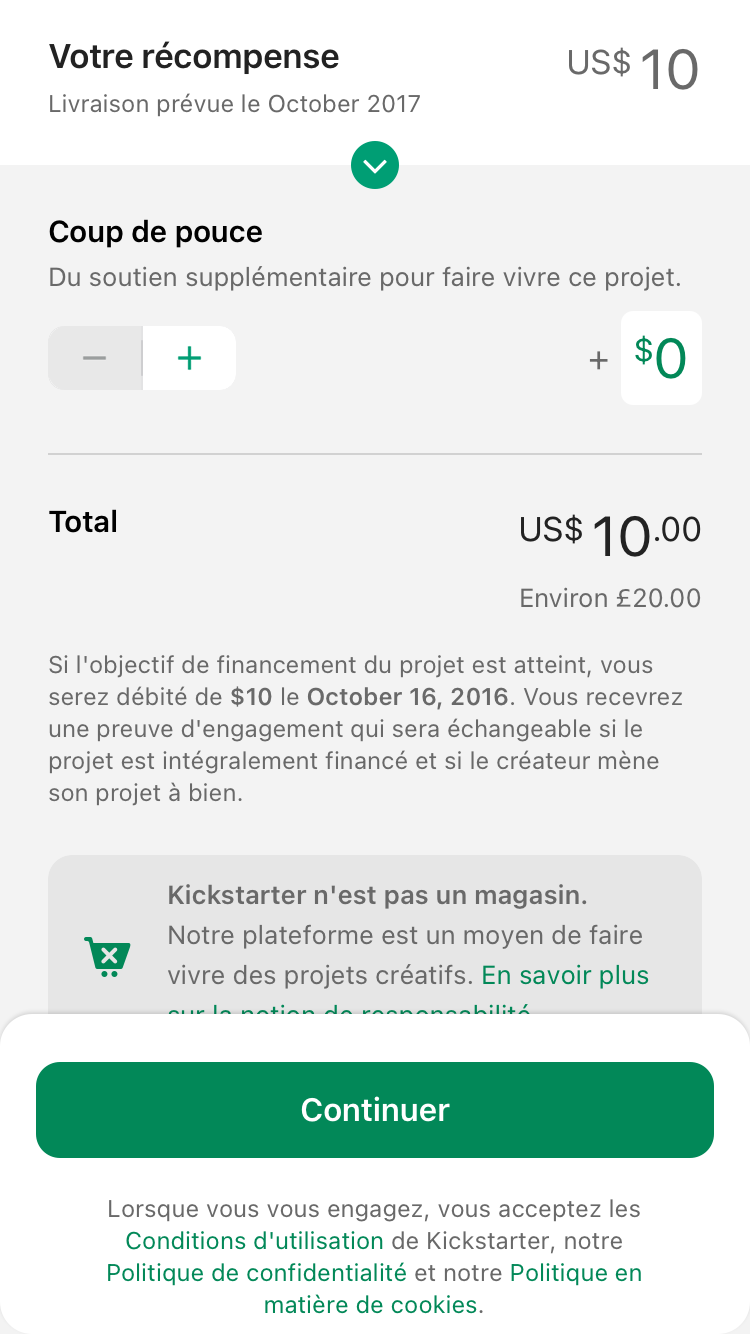 Votre récompense
US$ 10
Livraison prévue le October 2017
Coup de pouce
Du soutien supplémentaire pour faire vivre ce projet.
− +
+ $0
Total
US$ 10.00
Environ £20.00
Si l'objectif de financement du projet est atteint, vous
serez débité de $10 le October 16, 2016. Vous recevrez
une preuve d'engagement qui sera échangeable si le
projet est intégralement financé et si le créateur mène
son projet à bien.
Kickstarter n'est pas un magasin.
Notre plateforme est un moyen de faire
vivre des projets créatifs. En savoir plus
sur la notion de responsabilité
Continuer
Lorsque vous vous engagez, vous acceptez les
Conditions d'utilisation de Kickstarter, notre
Politique de confidentialité et notre Politique en
matière de cookies.